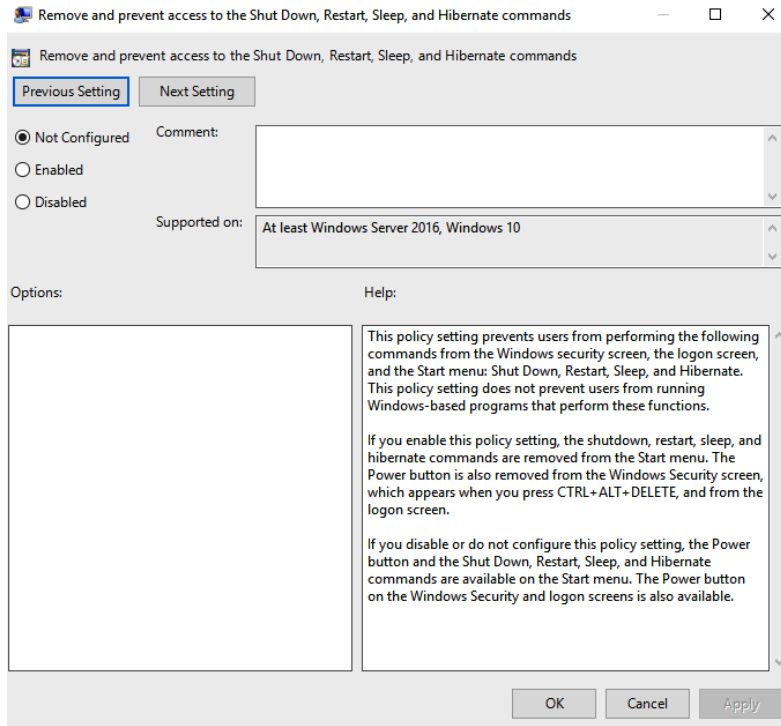 Remove and prevent access to the Shut Down, Restart, Sleep, and Hibernate commands
Remove and prevent access to the Shut Down, Restart, Sleep, and Hibernate commands
Previous Setting
Next Setting
Not Configured
Comment:
Enabled
Disabled
Supported on:
At least Windows Server 2016, Windows 10
Options:
Help:
This policy setting prevents users from performing the following
commands from the Windows security screen, the logon screen,
and the Start menu: Shut Down, Restart, Sleep, and Hibernate.
This policy setting does not prevent users from running
Windows-based programs that perform these functions.
If you enable this policy setting, the shutdown, restart, sleep, and
hibernate commands are removed from the Start menu. The
Power button is also removed from the Windows Security screen,
which appears when you press CTRL+ALT+DELETE, and from the
logon screen.
If you disable or do not configure this policy setting, the Power
button and the Shut Down, Restart, Sleep, and Hibernate
commands are available on the Start menu. The Power button
on the Windows Security and logon screens is also available.
OK
Cancel
Apply